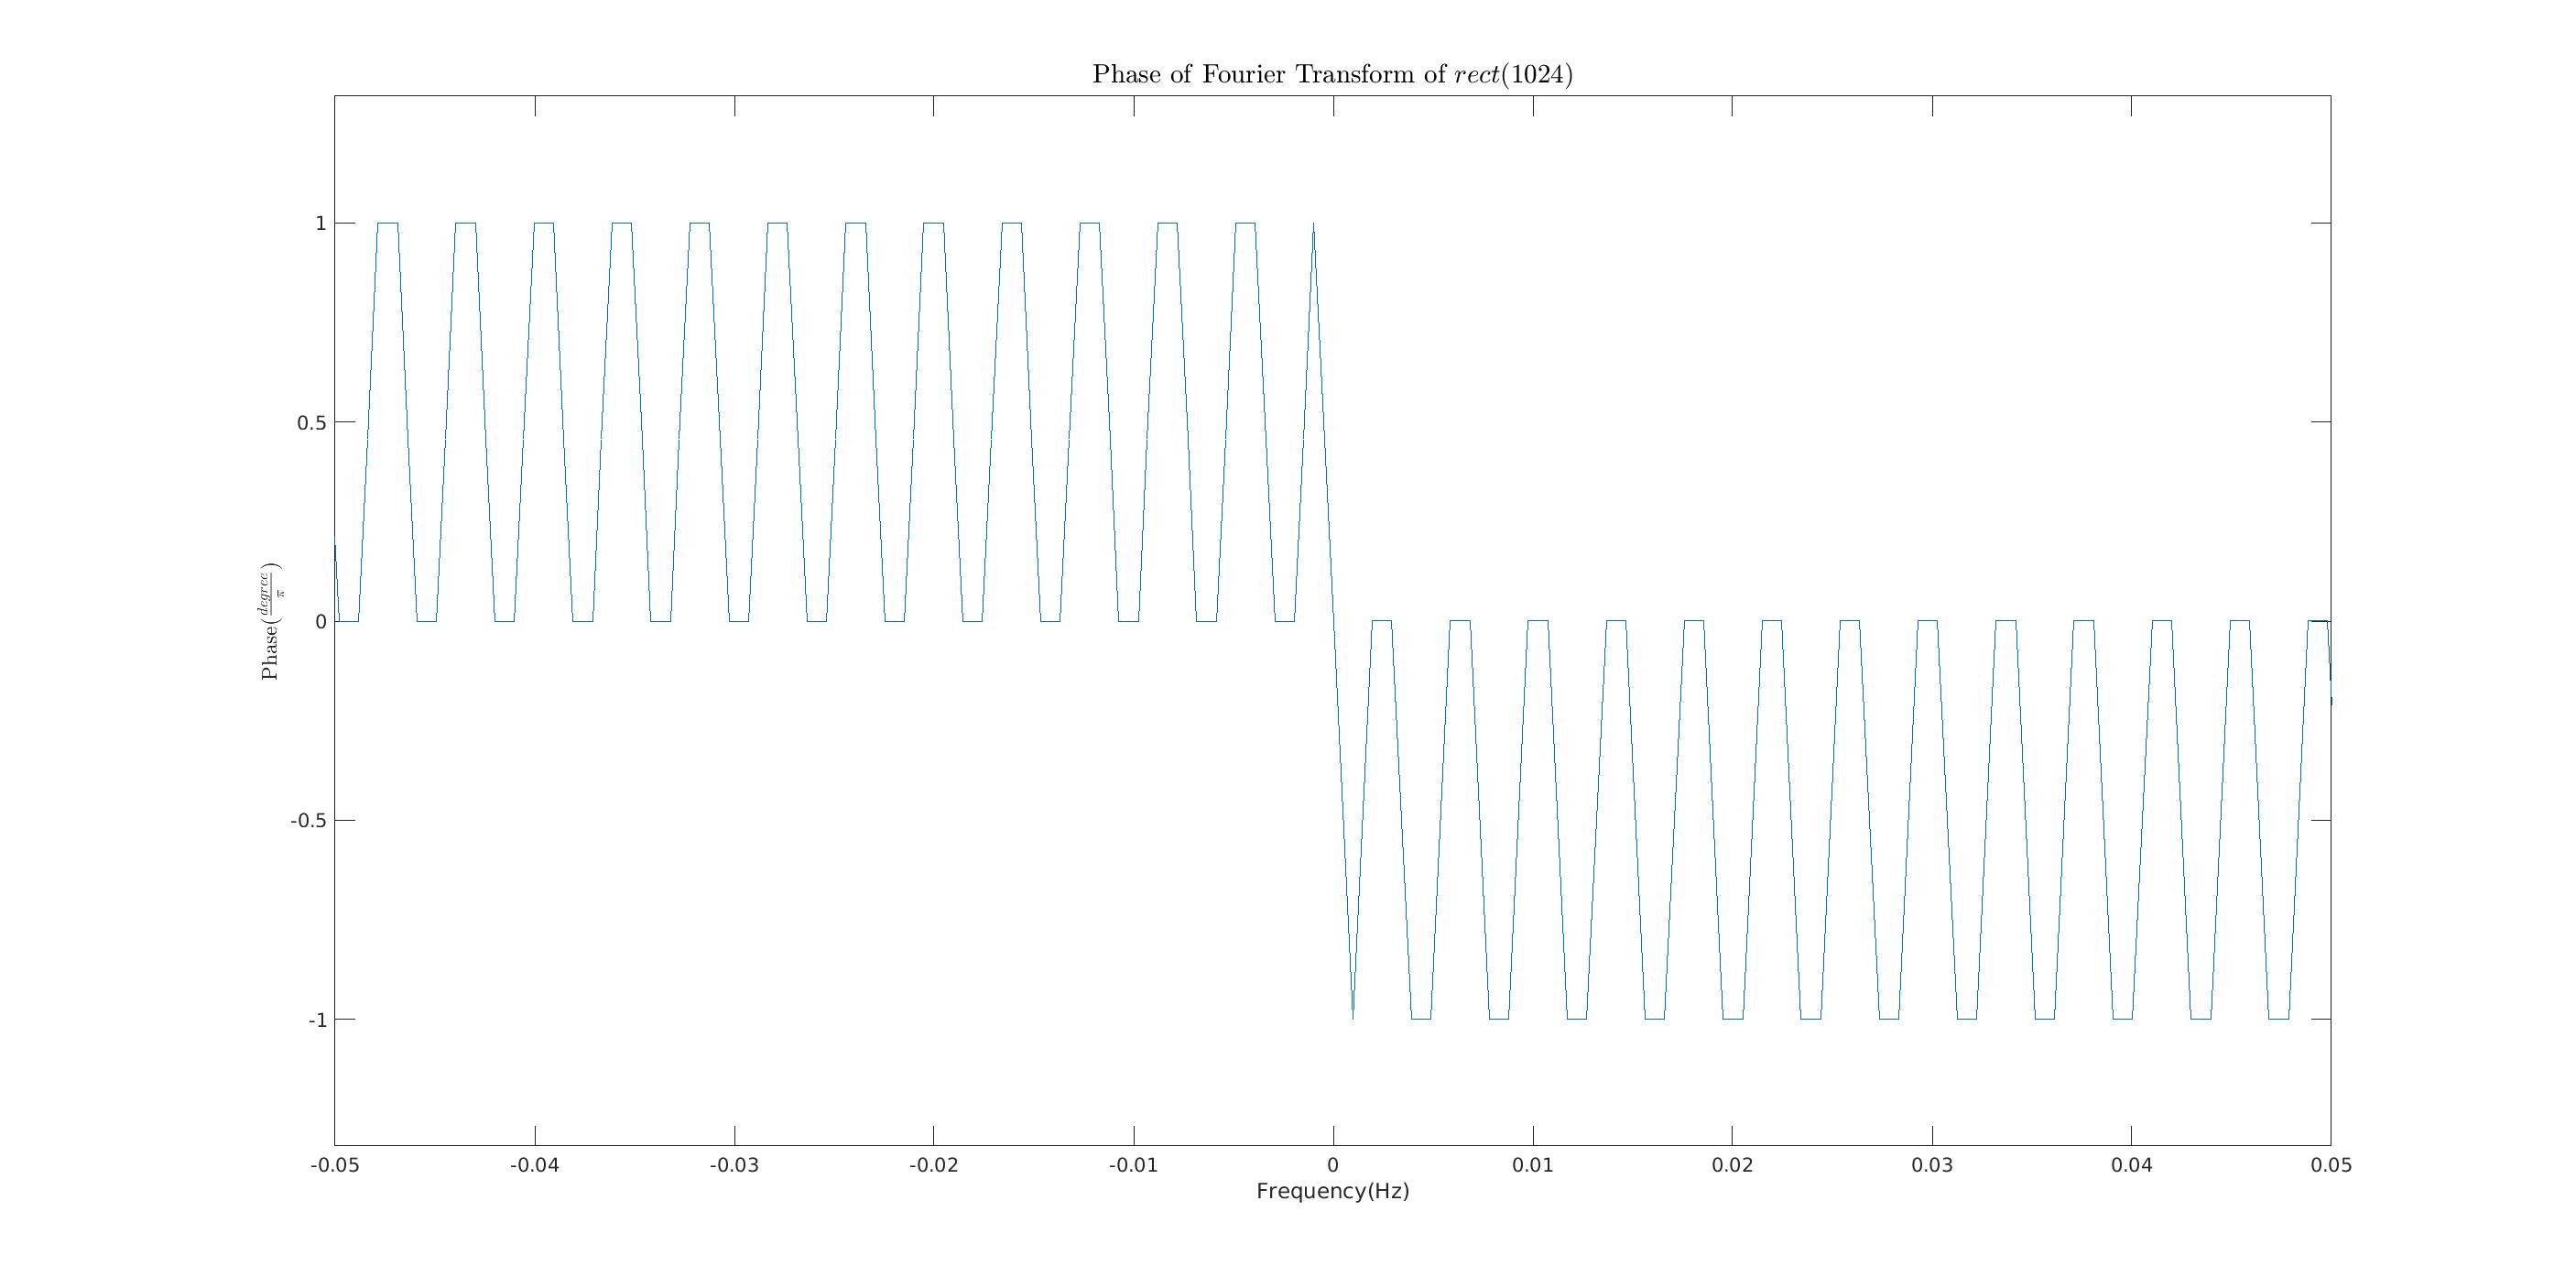 Phase of Fourier Transform of rect(1024)
1
0.5
0
-0.5
-1
Phase(degree/π)
-0.05 -0.04 -0.03 -0.02 -0.01 0 0.01 0.02 0.03 0.04 0.05
Frequency(Hz)